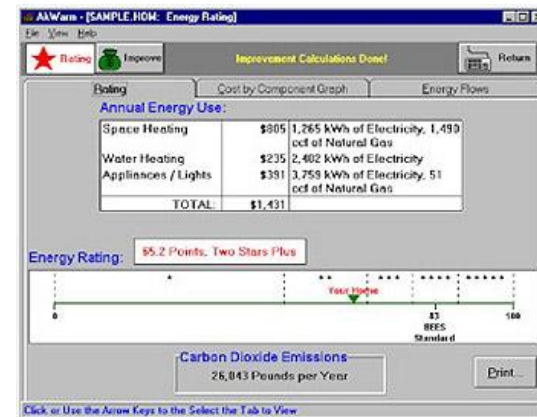 AkWarm - [SAMPLE.HOM: Energy Rating]
File View Help
Rating Improve Improvement Calculations Done! Return
Rating Cost by Component Graph Energy Flows
Annual Energy Use:
Space Heating $805 1,265 kWh of Electricity, 1,490
ccf of Natural Gas
Water Heating $235 2,402 kWh of Electricity
Appliances / Lights $391 3,759 kWh of Electricity, 51
ccf of Natural Gas
TOTAL: $1,431
Energy Rating: 65.2 Points, Two Stars Plus
* ** *** **** *****
Your Home
0 83 100
BEES
Standard
Carbon Dioxide Emissions
26,843 Pounds per Year
Print...
Click or Use the Arrow Keys to the Select the Tab to View